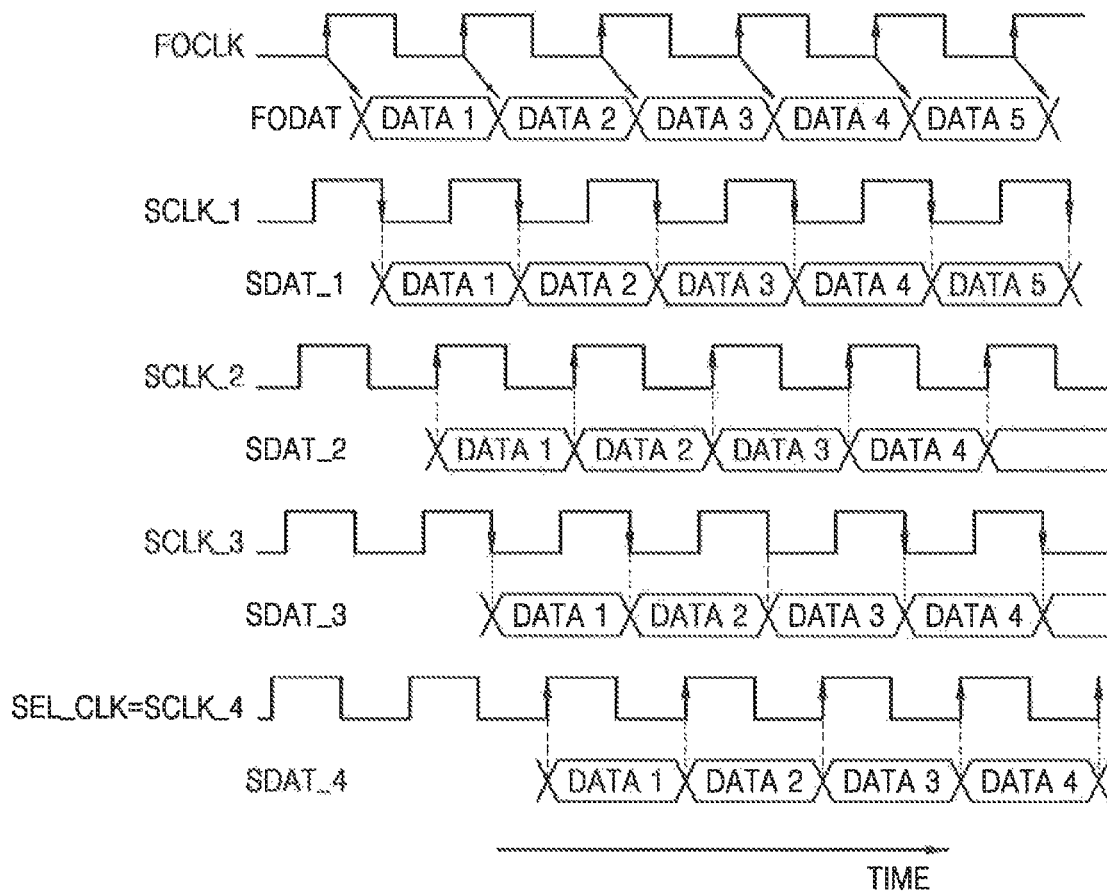 FOCLK
FODAT DATA 1 DATA 2 DATA 3 DATA 4 DATA 5
SCLK_1
SDAT_1 DATA 1 DATA 2 DATA 3 DATA 4 DATA 5
SCLK_2
SDAT_2 DATA 1 DATA 2 DATA 3 DATA 4
SCLK_3
SDAT_3 DATA 1 DATA 2 DATA 3 DATA 4
SEL_CLK=SCLK_4
SDAT_4 DATA 1 DATA 2 DATA 3 DATA 4
TIME